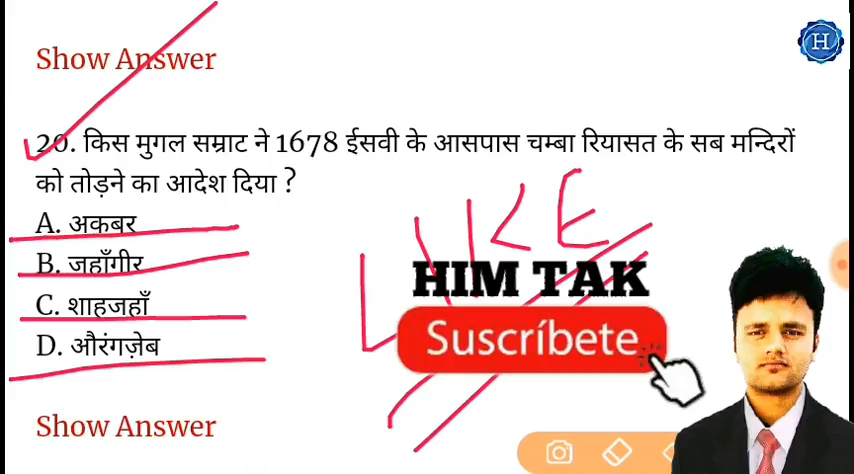 Show Answer
H
20. किस मुगल सम्राट ने 1678 ईसवी के आसपास चम्बा रियासत के सब मन्दिरों
को तोड़ने का आदेश दिया ?
A. अकबर
B. जहाँगीर
C. शाहजहाँ
D. औरंगज़ेब
LIKE
HIM TAK
Suscríbete
Show Answer